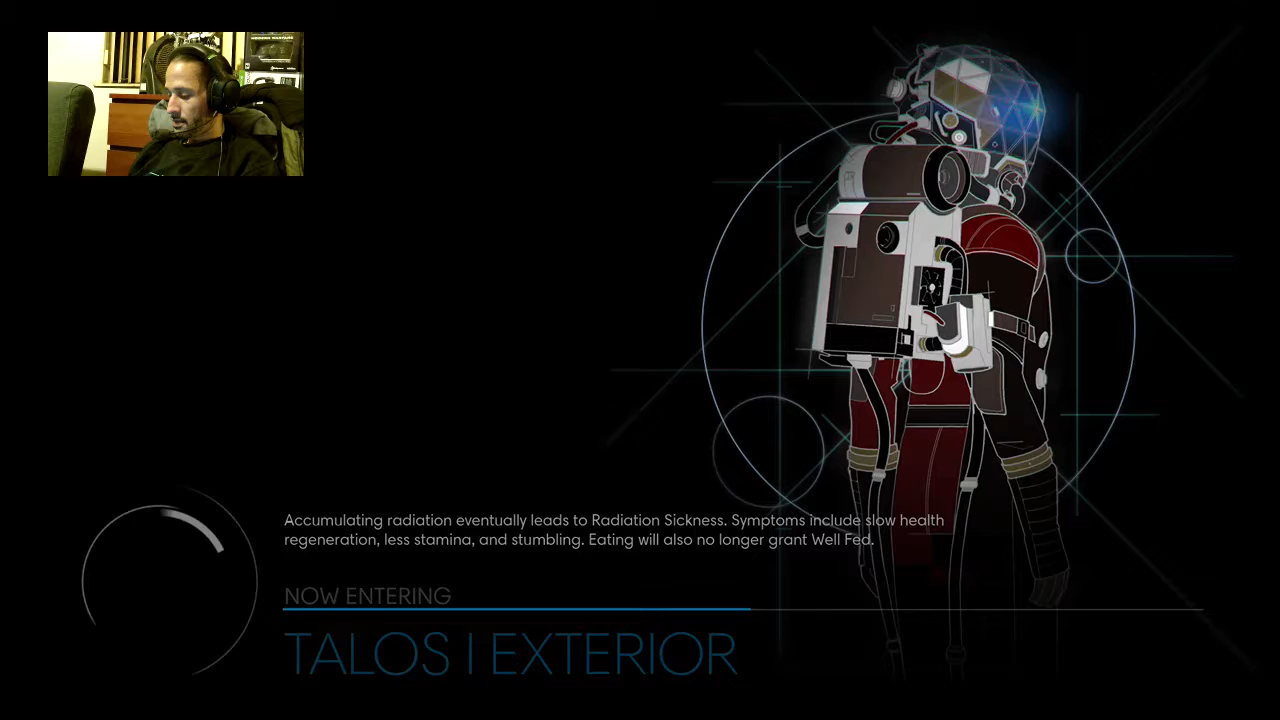 Accumulating radiation eventually leads to Radiation Sickness. Symptoms include slow health
regeneration, less stamina, and stumbling. Eating will also no longer grant Well Fed.
NOW ENTERING
TALOS I EXTERIOR